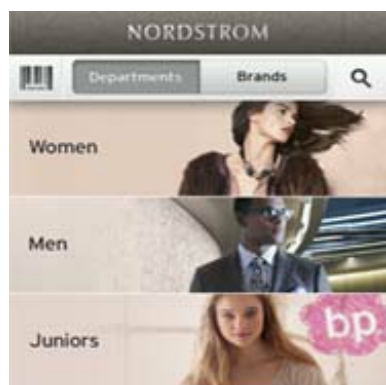 NORDSTROM
Departments Brands
Women
Men
Juniors
bp